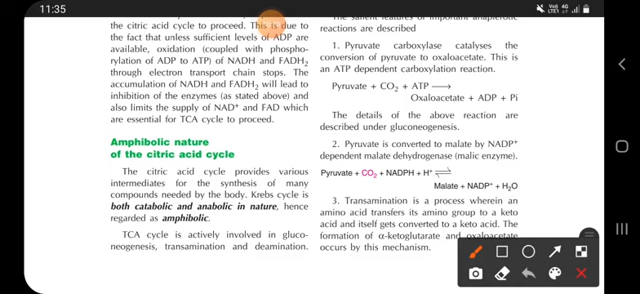 11:35
Vo)) 4G
LTE1
the citric acid cycle to proceed. This is due to
the fact that unless sufficient levels of ADP are
available, oxidation (coupled with phospho-
rylation of ADP to ATP) of NADH and FADH₂
through electron transport chain stops. The
accumulation of NADH and FADH₂ will lead to
inhibition of the enzymes (as stated above) and
also limits the supply of NAD⁺ and FAD which
are essential for TCA cycle to proceed.
Amphibolic nature
of the citric acid cycle
The citric acid cycle provides various
intermediates for the synthesis of many
compounds needed by the body. Krebs cycle is
both catabolic and anabolic in nature, hence
regarded as amphibolic.
TCA cycle is actively involved in gluco-
neogenesis, transamination and deamination.
The salient features of important anaplerotic
reactions are described
1. Pyruvate carboxylase catalyses the
conversion of pyruvate to oxaloacetate. This is
an ATP dependent carboxylation reaction.
Pyruvate + CO₂ + ATP ⟶
Oxaloacetate + ADP + Pi
The details of the above reaction are
described under gluconeogenesis.
2. Pyruvate is converted to malate by NADP⁺
dependent malate dehydrogenase (malic enzyme).
Pyruvate + CO₂ + NADPH + H⁺ ⇌
Malate + NADP⁺ + H₂O
3. Transamination is a process wherein an
amino acid transfers its amino group to a keto
acid and itself gets converted to a keto acid. The
formation of α-ketoglutarate and oxaloacetate
occurs by this mechanism.